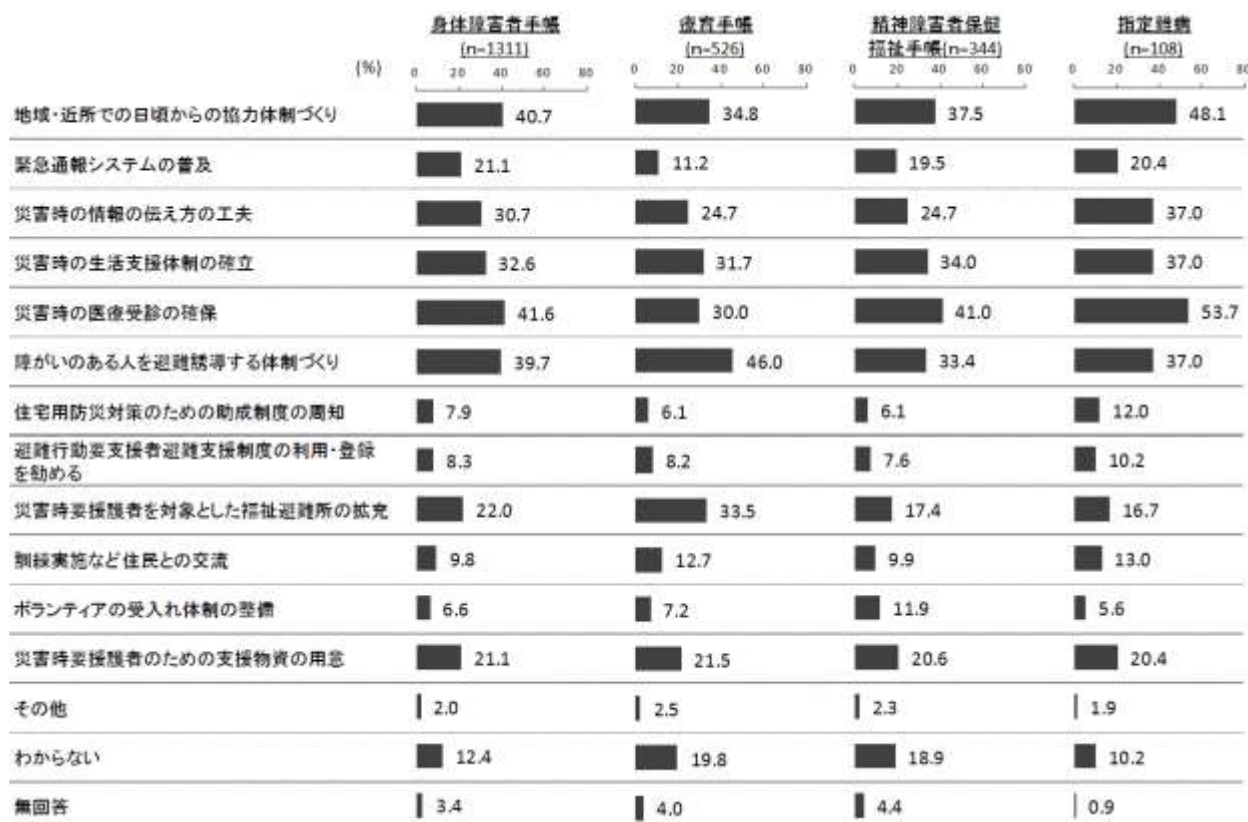 身体障害者手帳 療育手帳 精神障害者保健 指定難病
(n=1311) (n=526) 福祉手帳(n=344) (n=108)
(%) 0 20 40 60 80 0 20 40 60 80 0 20 40 60 80 0 20 40 60 80
地域・近所での日頃からの協力体制づくり 40.7 34.8 37.5 48.1
緊急通報システムの普及 21.1 11.2 19.5 20.4
災害時の情報の伝え方の工夫 30.7 24.7 24.7 37.0
災害時の生活支援体制の確立 32.6 31.7 34.0 37.0
災害時の医療受診の確保 41.6 30.0 41.0 53.7
障がいのある人を避難誘導する体制づくり 39.7 46.0 33.4 37.0
住宅用防災対策のための助成制度の周知 7.9 6.1 6.1 12.0
避難行動要支援者避難支援制度の利用・登録
を勧める 8.3 8.2 7.6 10.2
災害時要援護者を対象とした福祉避難所の拡充 22.0 33.5 17.4 16.7
訓練実施など住民との交流 9.8 12.7 9.9 13.0
ボランティアの受入れ体制の整備 6.6 7.2 11.9 5.6
災害時要援護者のための支援物資の用意 21.1 21.5 20.6 20.4
その他 2.0 2.5 2.3 1.9
わからない 12.4 19.8 18.9 10.2
無回答 3.4 4.0 4.4 0.9